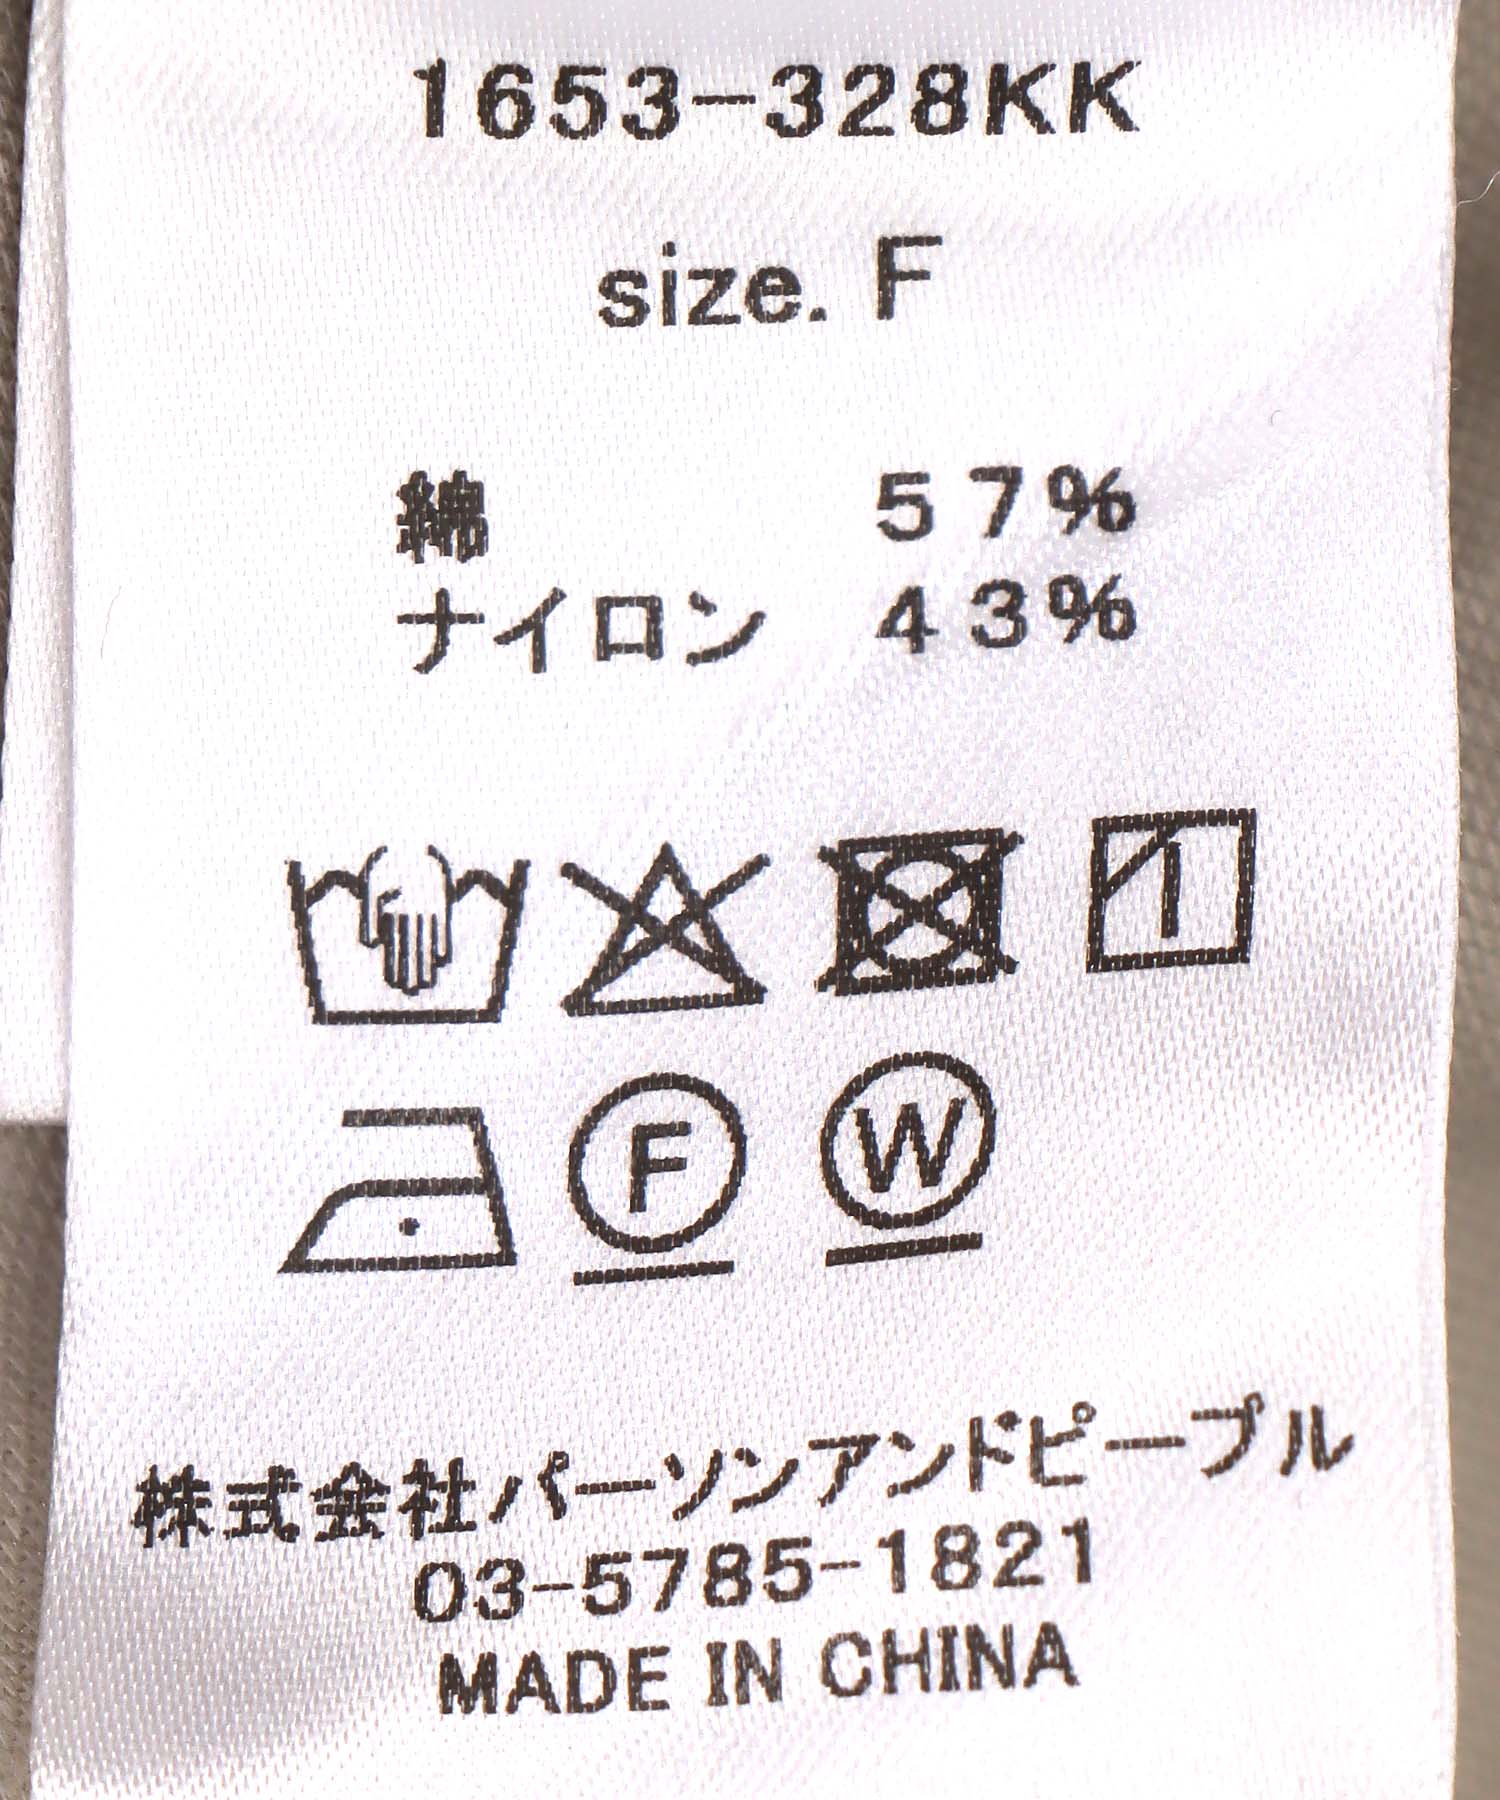 1653-328KK
size. F
綿 57%
ナイロン 43%
F W
株式会社パーソンアンドピープル
03-5785-1821
MADE IN CHINA